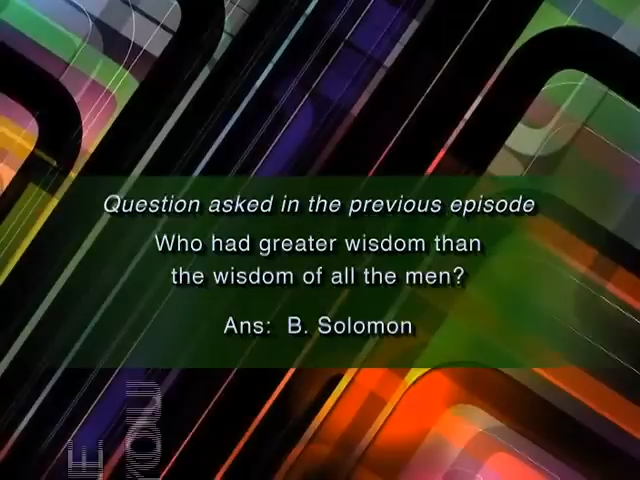 Question asked in the previous episode
Who had greater wisdom than
the wisdom of all the men?
Ans: B. Solomon
YOU